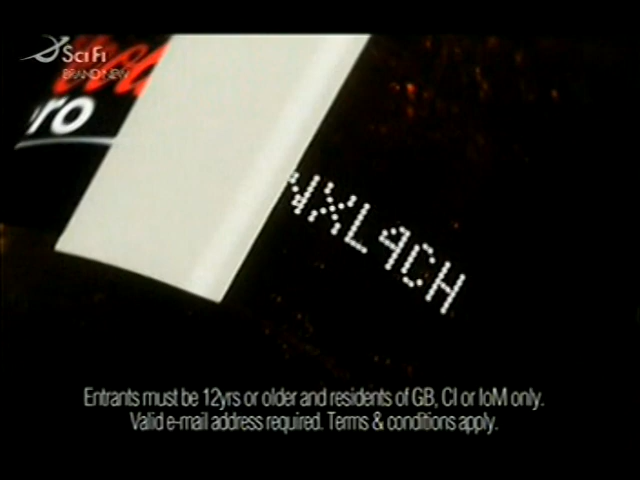 Sci Fi
BRAND NEW
ro
XL9CH
Entrants must be 12yrs or older and residents of GB, CI or IoM only.
Valid e-mail address required. Terms & conditions apply.